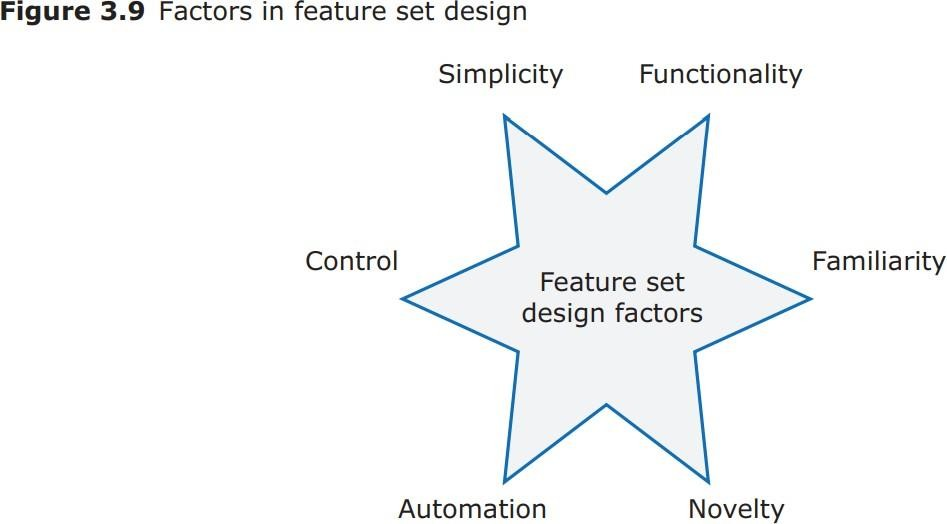 Figure 3.9 Factors in feature set design
Simplicity
Functionality
Control
Familiarity
Feature set
design factors
Automation
Novelty